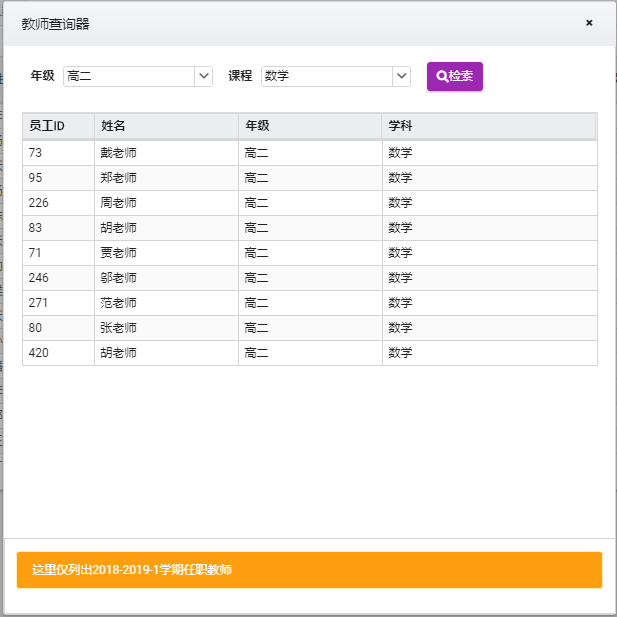 教师查询器
年级 高二 课程 数学 检索
员工ID 姓名 年级 学科
73 戴老师 高二 数学
95 郑老师 高二 数学
226 周老师 高二 数学
83 胡老师 高二 数学
71 贾老师 高二 数学
246 邬老师 高二 数学
271 范老师 高二 数学
80 张老师 高二 数学
420 胡老师 高二 数学
这里仅列出2018-2019-1学期任职教师